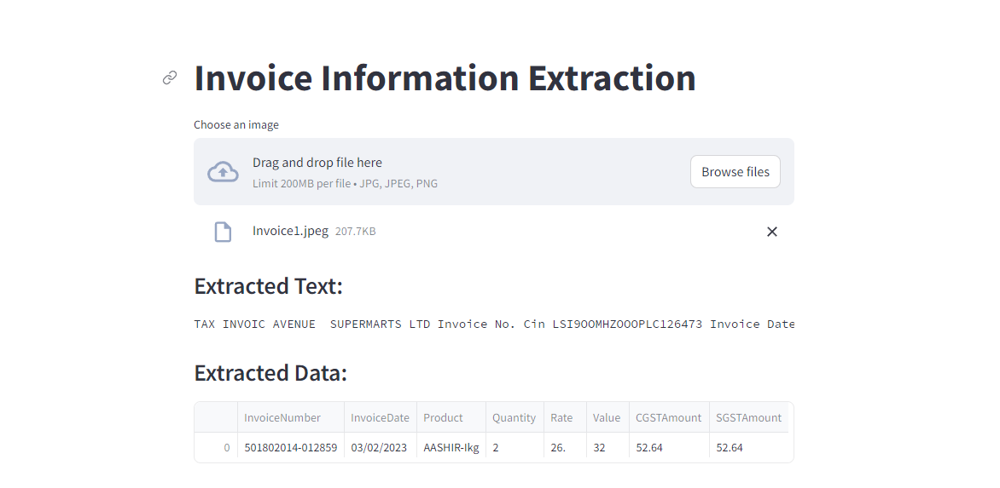 Invoice Information Extraction
Choose an image
Drag and drop file here
Limit 200MB per file • JPG, JPEG, PNG
Browse files
Invoice1.jpeg 207.7KB
Extracted Text:
TAX INVOIC AVENUE  SUPERMARTS LTD Invoice No. Cin LSI9OOMHZOOOPLC126473 Invoice Date
Extracted Data:
InvoiceNumber InvoiceDate Product Quantity Rate Value CGSTAmount SGSTAmount
0 501802014-012859 03/02/2023 AASHIR-Ikg 2 26. 32 52.64 52.64